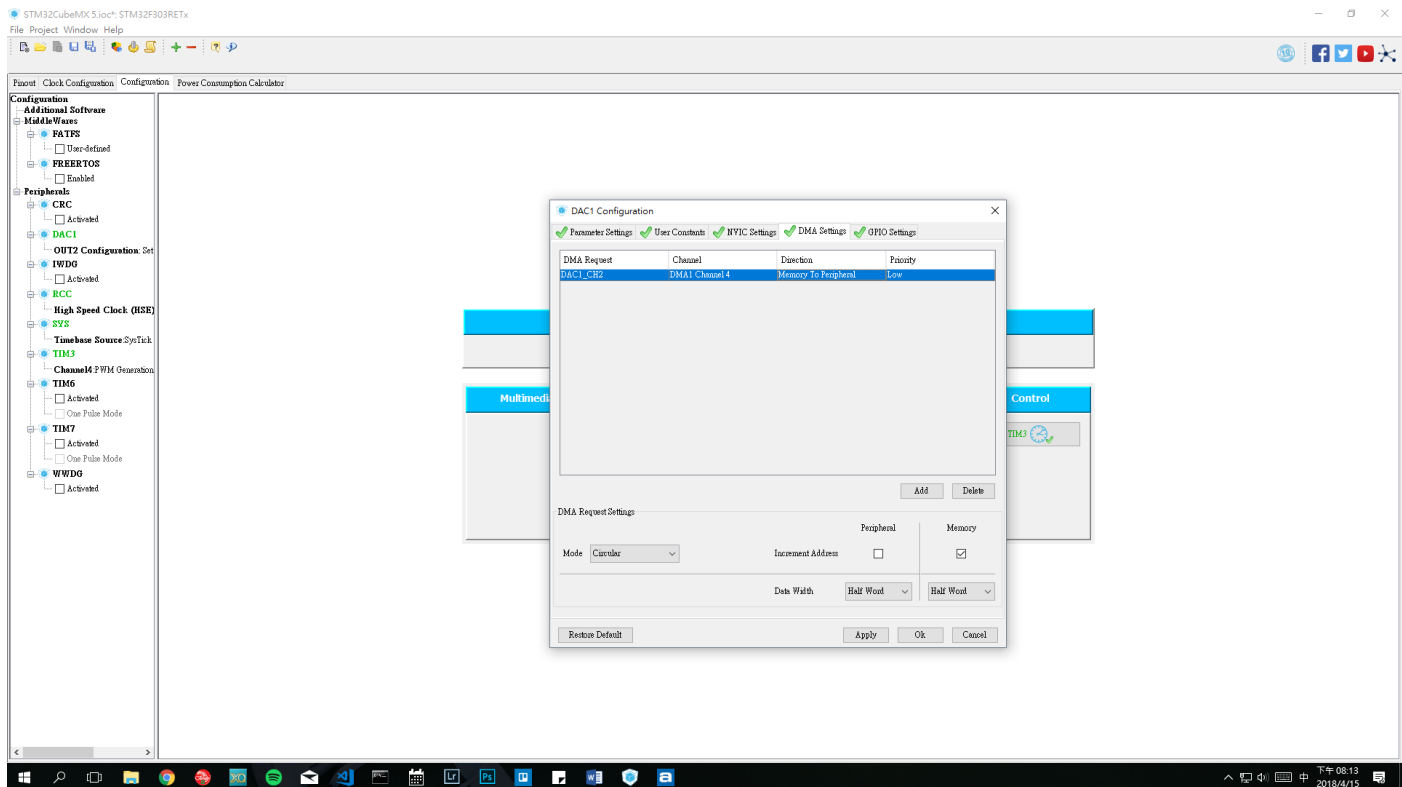 STM32CubeMX 5.ioc*: STM32F303RETx
File Project Window Help
Pinout Clock Configuration Configuration Power Consumption Calculator
Configuration
Additional Software
MiddleWares
FATFS
User-defined
FREERTOS
Enabled
Peripherals
CRC
Activated
DAC1
OUT2 Configuration: Set
IWDG
Activated
RCC
High Speed Clock (HSE)
SYS
Timebase Source:SysTick
TIM3
Channel4:PWM Generation
TIM6
Activated
One Pulse Mode
TIM7
Activated
One Pulse Mode
WWDG
Activated
Multimedi
Control
TIM3
DAC1 Configuration
Parameter Settings User Constants NVIC Settings DMA Settings GPIO Settings
DMA Request Channel Direction Priority
DAC1_CH2 DMA1 Channel 4 Memory To Peripheral Low
Add Delete
DMA Request Settings
Peripheral Memory
Mode Circular Increment Address
Data Width Half Word Half Word
Restore Default Apply Ok Cancel
Lr Ps W 中 下午 08:13
2018/4/15